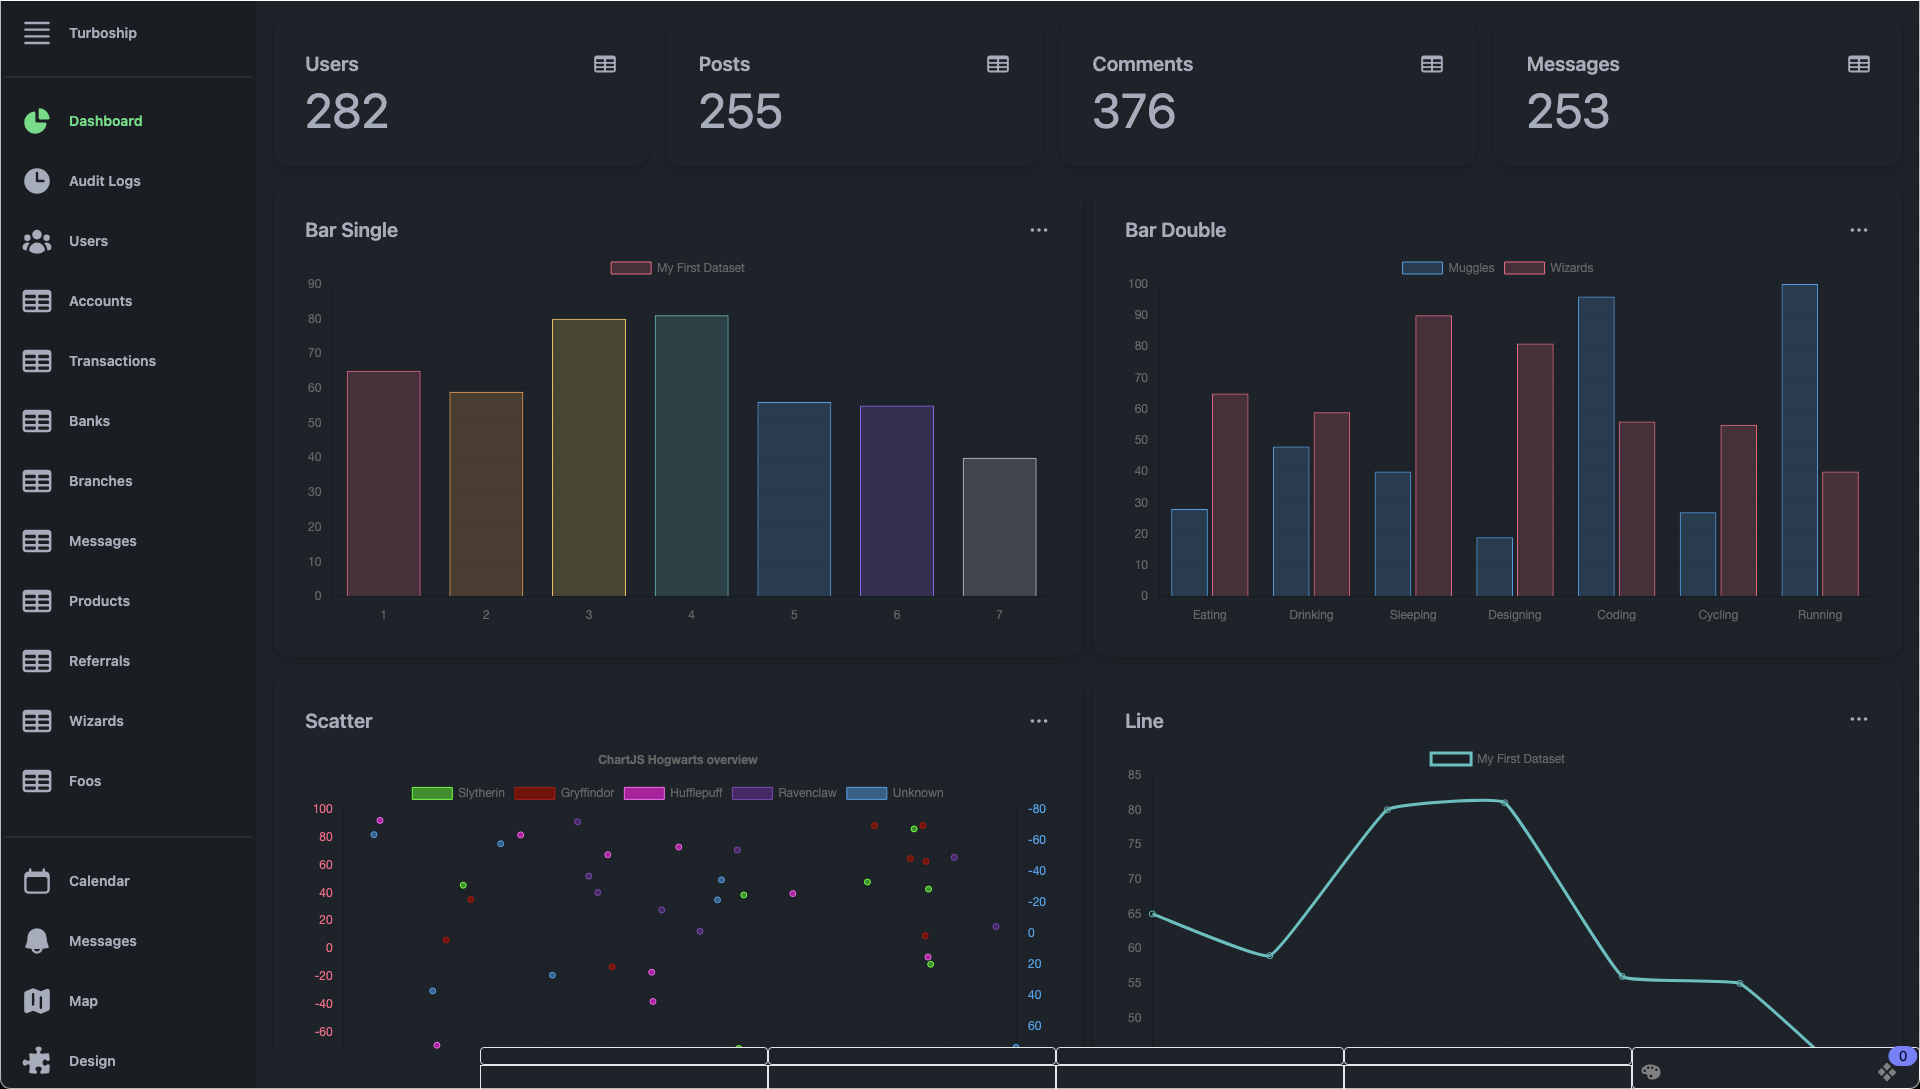 Turboship
Dashboard
Audit Logs
Users
Accounts
Transactions
Banks
Branches
Messages
Products
Referrals
Wizards
Foos
Calendar
Messages
Map
Design
Users
282
Posts
255
Comments
376
Messages
253
Bar Single
My First Dataset
90
80
70
60
50
40
30
20
10
0
1 2 3 4 5 6 7
Bar Double
Muggles Wizards
100
90
80
70
60
50
40
30
20
10
0
Eating Drinking Sleeping Designing Coding Cycling Running
Scatter
ChartJS Hogwarts overview
Slytherin Gryffindor Hufflepuff Ravenclaw Unknown
100
80
60
40
20
0
-20
-40
-60
-80
-60
-40
-20
0
20
40
60
Line
My First Dataset
85
80
75
70
65
60
55
50
0